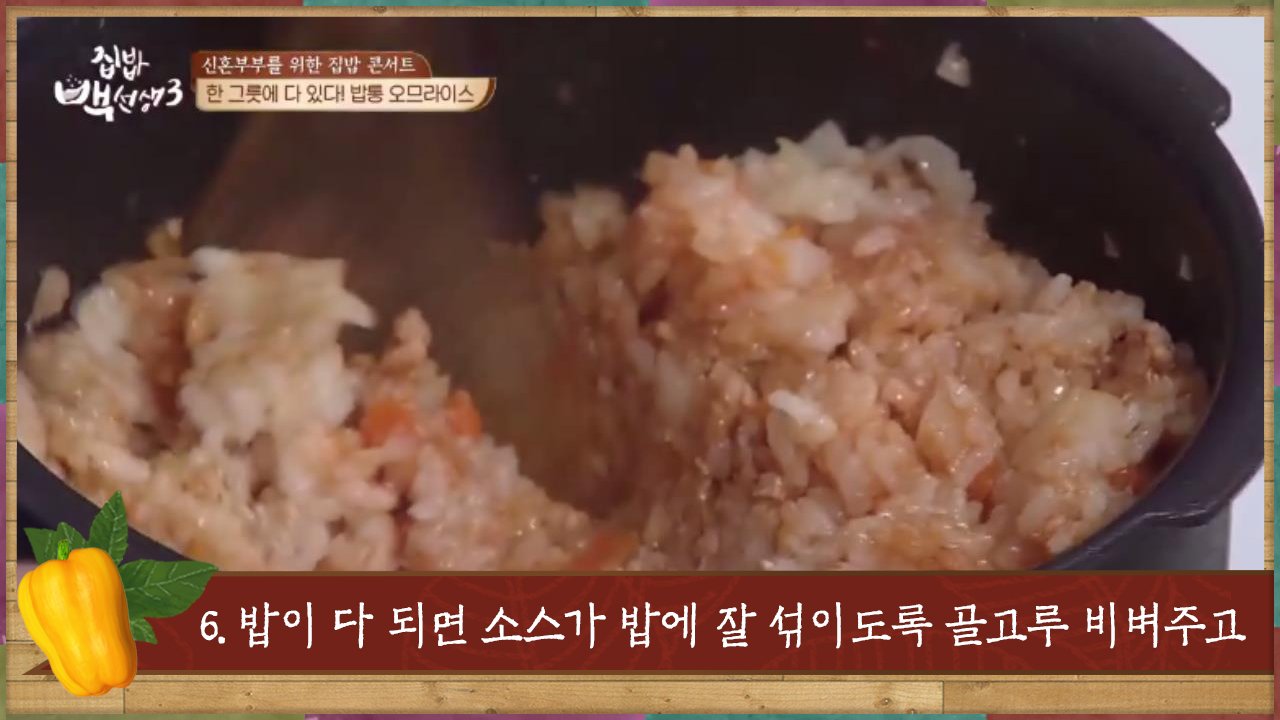 집밥
백선생3
신혼부부를 위한 집밥 콘서트
한 그릇에 다 있다! 밥통 오므라이스
6. 밥이 다 되면 소스가 밥에 잘 섞이도록 골고루 비벼주고